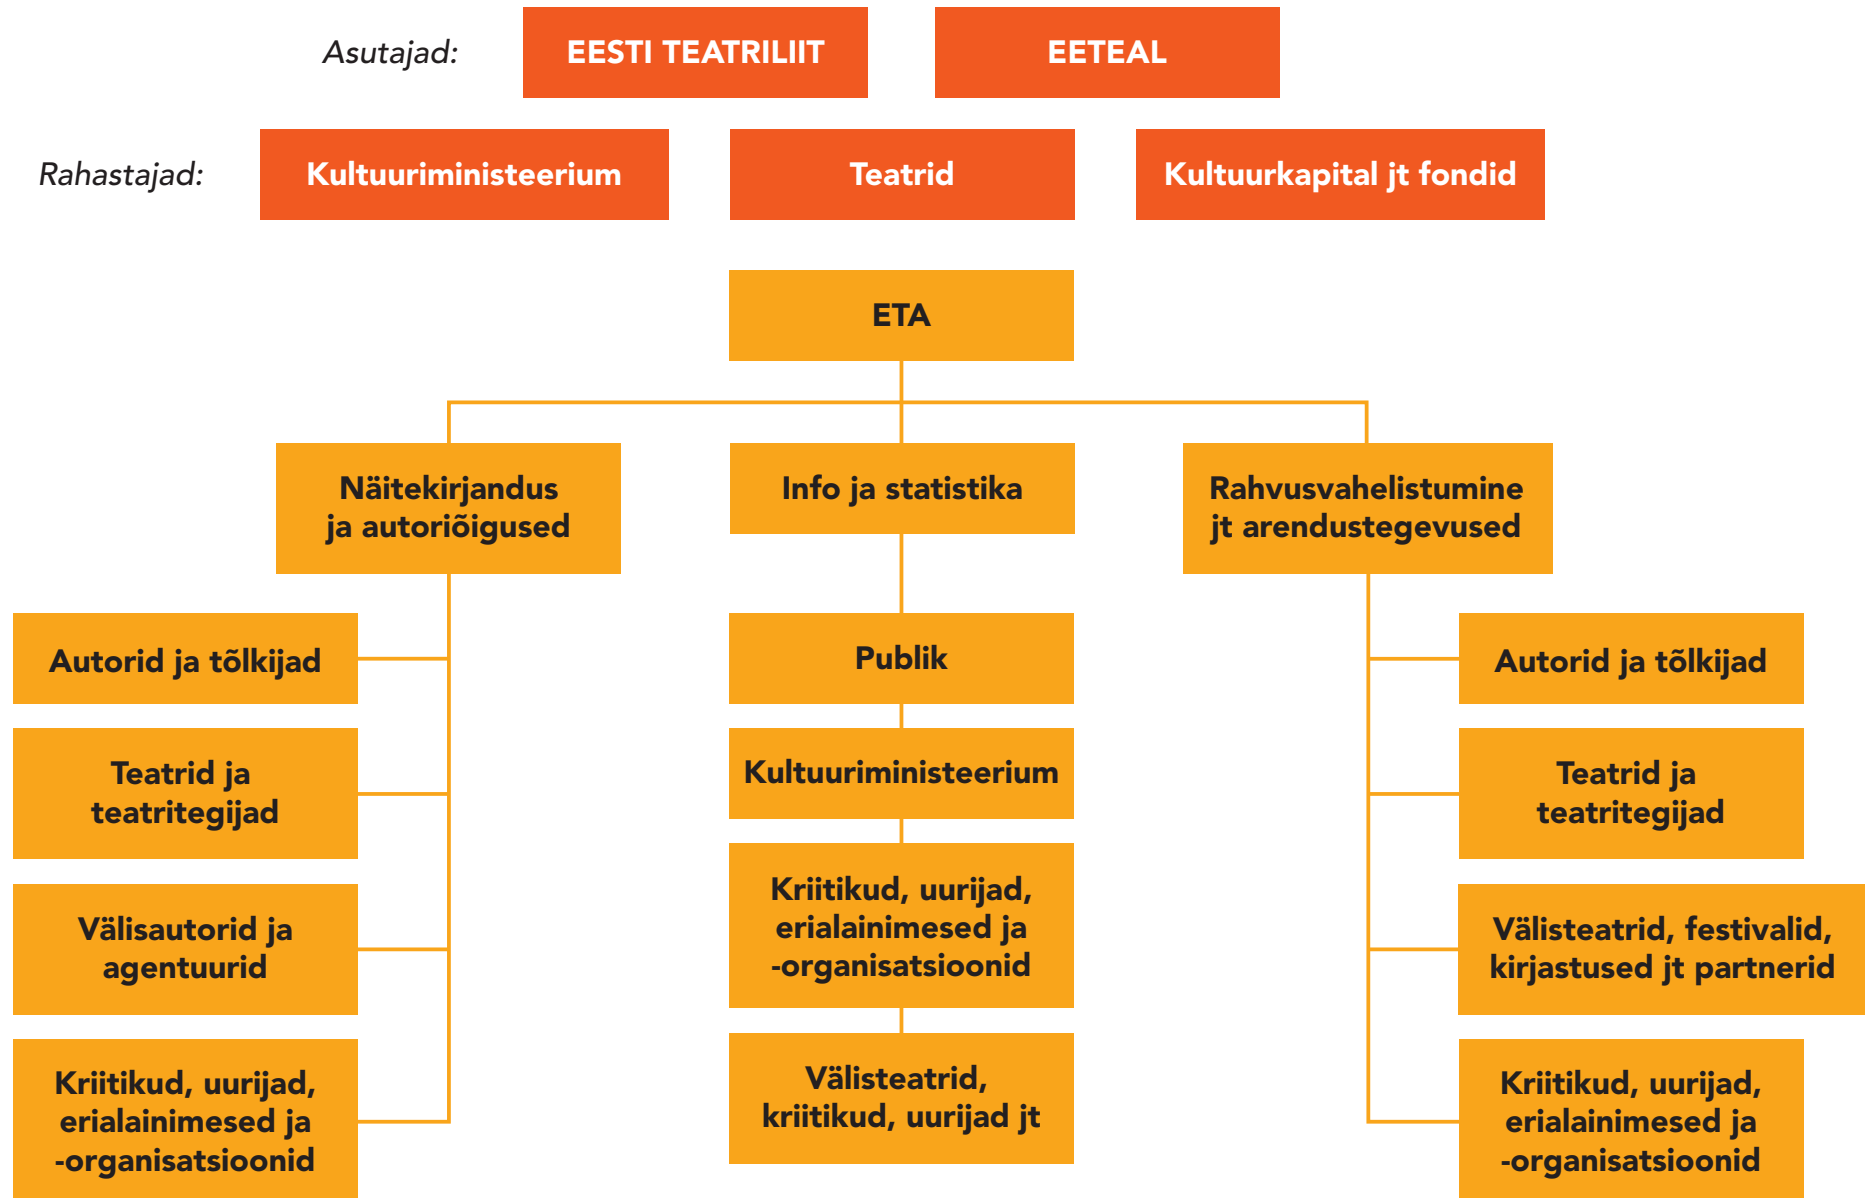 Asutajad:
EESTI TEATRILIIT
EETEAL
Rahastajad:
Kultuuriministeerium
Teatrid
Kultuurkapital jt fondid
ETA
Näitekirjandus
ja autoriõigused
Info ja statistika
Rahvusvahelistumine
jt arendustegevused
Autorid ja tõlkijad
Teatrid ja
teatritegijad
Välisautorid ja
agentuurid
Kriitikud, uurijad,
erialainimesed ja
-organisatsioonid
Publik
Kultuuriministeerium
Kriitikud, uurijad,
erialainimesed ja
-organisatsioonid
Välisteatrid,
kriitikud, uurijad jt
Autorid ja tõlkijad
Teatrid ja
teatritegijad
Välisteatrid, festivalid,
kirjastused jt partnerid
Kriitikud, uurijad,
erialainimesed ja
-organisatsioonid